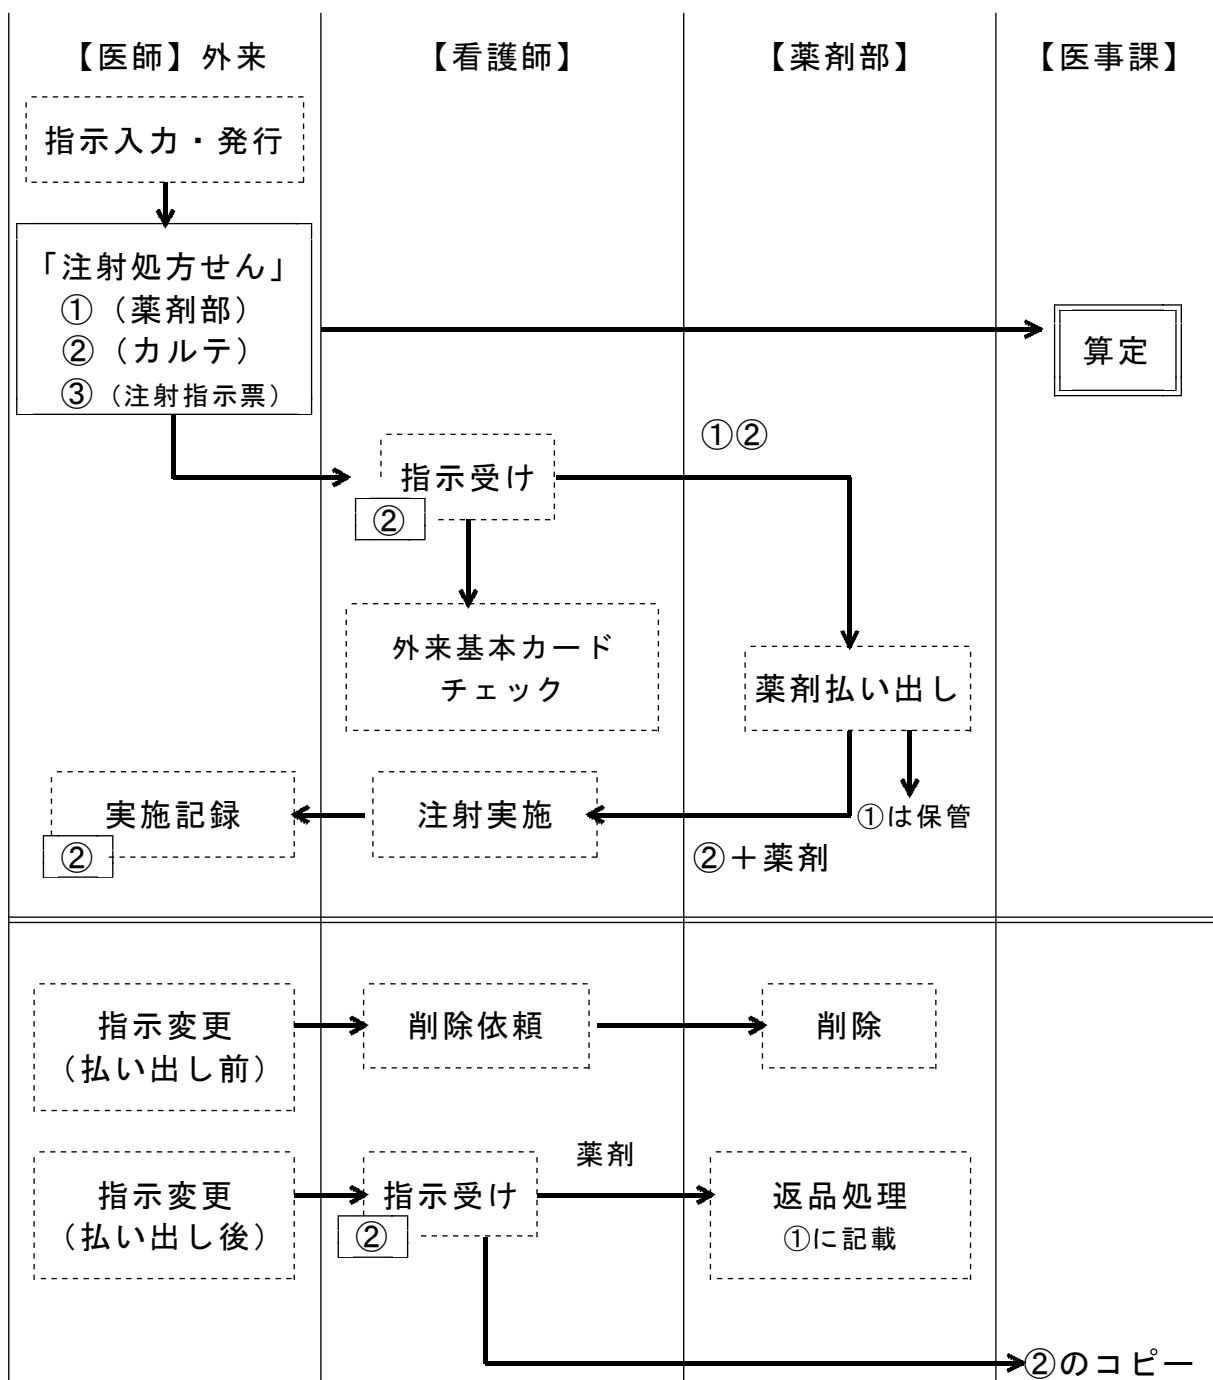 【医師】外来
【看護師】
【薬剤部】
【医事課】
指示入力・発行
「注射処方せん」
①（薬剤部）
②（カルテ）
③（注射指示票）
算定
①②
指示受け
②
外来基本カード
チェック
薬剤払い出し
①は保管
実施記録
②
注射実施
②＋薬剤
指示変更
（払い出し前）
削除依頼
削除
指示変更
（払い出し後）
指示受け
②
薬剤
返品処理
①に記載
②のコピー